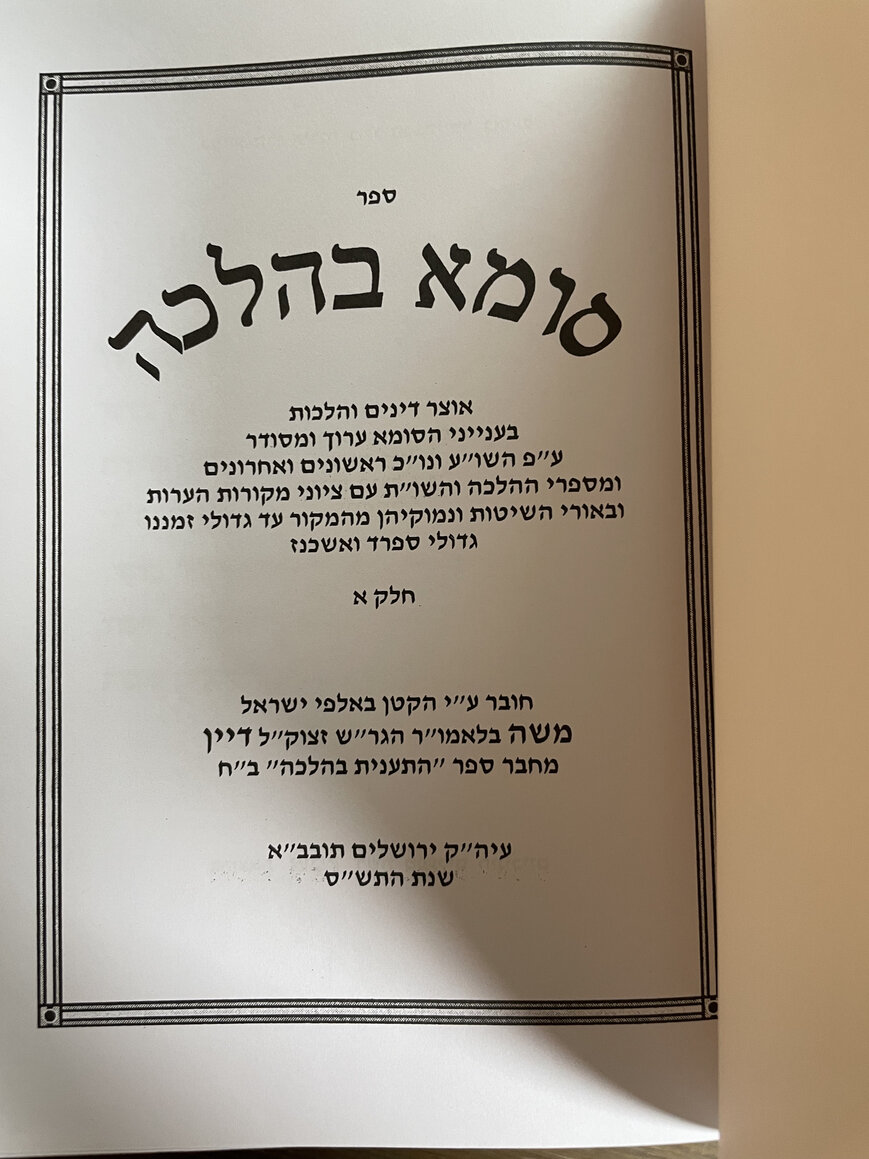 ספר
סומא בהלכה
אוצר דינים והלכות
בענייני הסומא ערוך ומסודר
ע״פ השו״ע ונו״כ ראשונים ואחרונים
ומספרי ההלכה והשו״ת עם ציוני מקורות הערות
ובאורי השיטות ונמוקיהן מהמקור עד גדולי זמננו
גדולי ספרד ואשכנז
חלק א
חובר ע״י הקטן באלפי ישראל
משה בלאמו״ר הגר״ש זצוק״ל דיין
מחבר ספר ״התענית בהלכה״ ב״ח
עיה״ק ירושלים תובב״א
שנת התש״ס